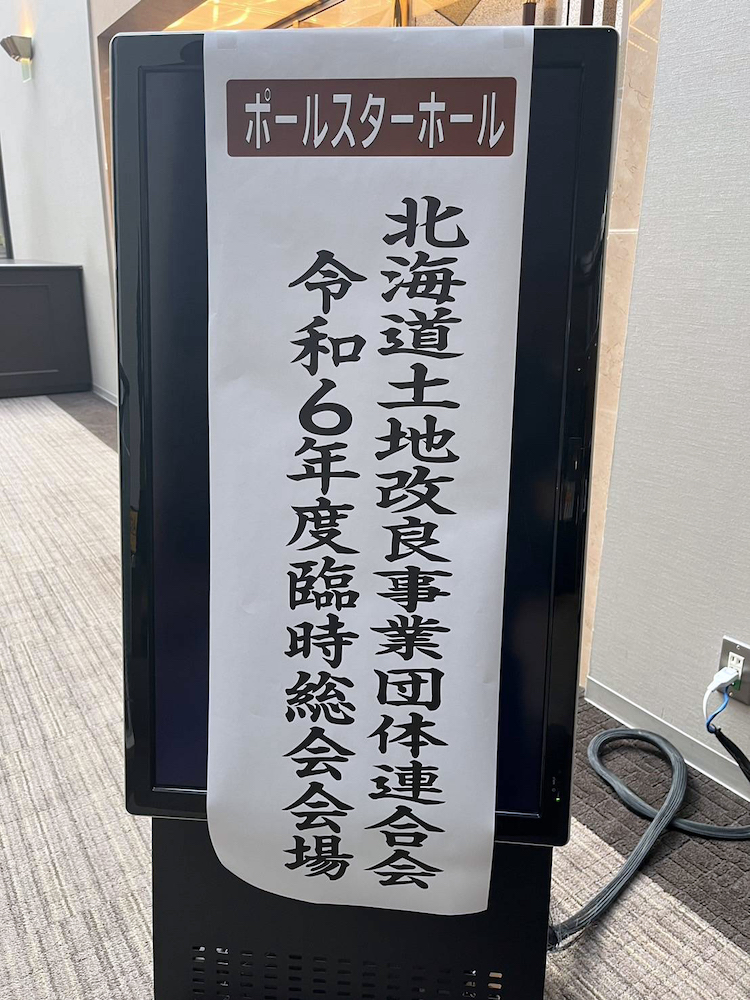 ポールスターホール
北海道土地改良事業団体連合会
令和6年度臨時総会会場